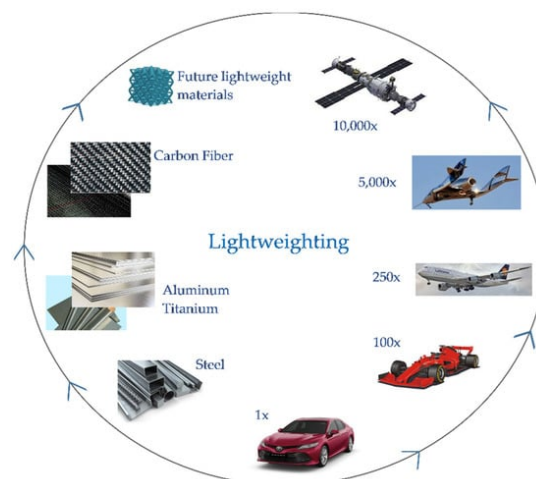 Future lightweight
materials
10,000x
Carbon Fiber
5,000x
Lightweighting
Aluminum
Titanium
250x
100x
Steel
1x